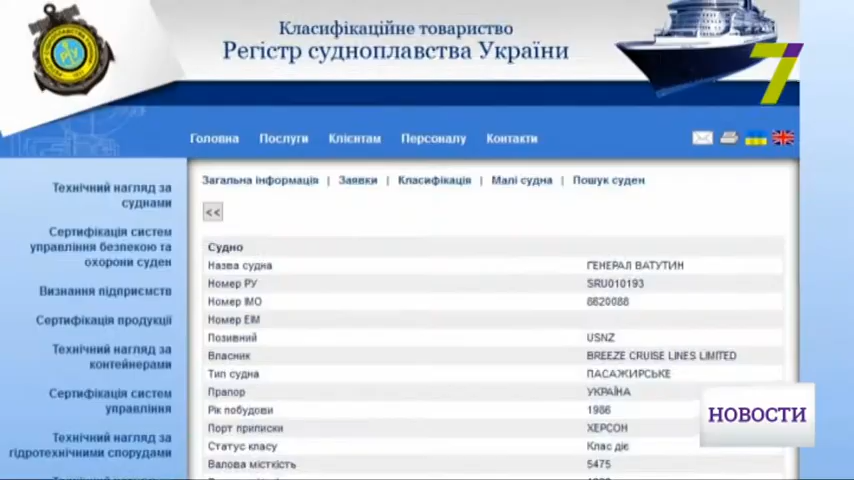 Класифікаційне товариство
Регістр судноплавства України
7
Головна Послуги Клієнтам Персоналу Контакти
Загальна інформація | Заявки | Класифікація | Малі судна | Пошук суден
<<
Технічний нагляд за
суднами
Сертифікація систем
управління безпекою та
охорони суден
Визнання підприємств
Сертифікація продукції
Технічний нагляд за
контейнерами
Сертифікація систем
управління
Технічний нагляд за
гідротехнічними спорудами
Судно
Назва судна ГЕНЕРАЛ ВАТУТИН
Номер РУ SRU010193
Номер IMO 8620088
Номер ЕІМ
Позивний USNZ
Власник BREEZE CRUISE LINES LIMITED
Тип судна ПАСАЖИРСЬКЕ
Прапор УКРАЇНА
Рік побудови 1986
Порт приписки ХЕРСОН
Статус класу Клас діє
Валова місткість 5475
НОВОСТИ